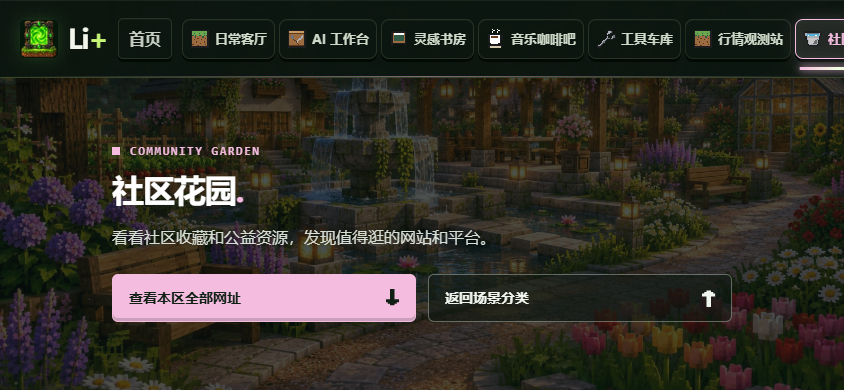 Li+
首页
日常客厅
AI 工作台
灵感书房
音乐咖啡吧
工具车库
行情观测站
社
COMMUNITY GARDEN
社区花园.
看看社区收藏和公益资源，发现值得逛的网站和平台。
查看本区全部网址
返回场景分类